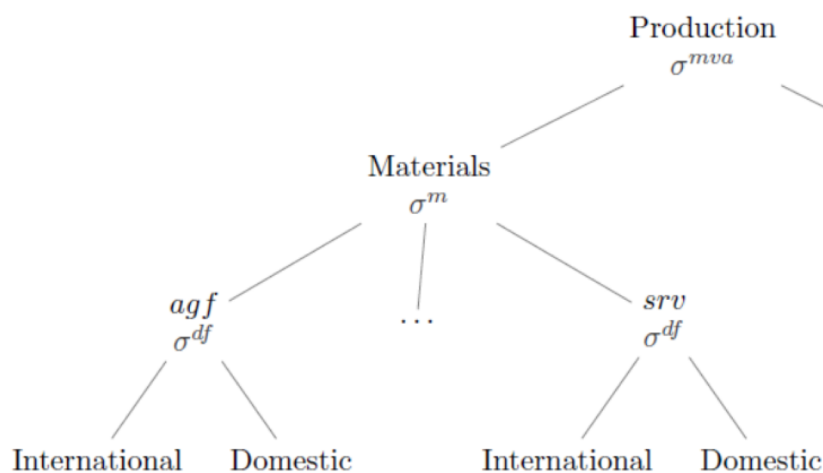 Production
σ^{mva}
Materials
σ^{m}
agf
σ^{df}
...
srv
σ^{df}
International Domestic International Domestic